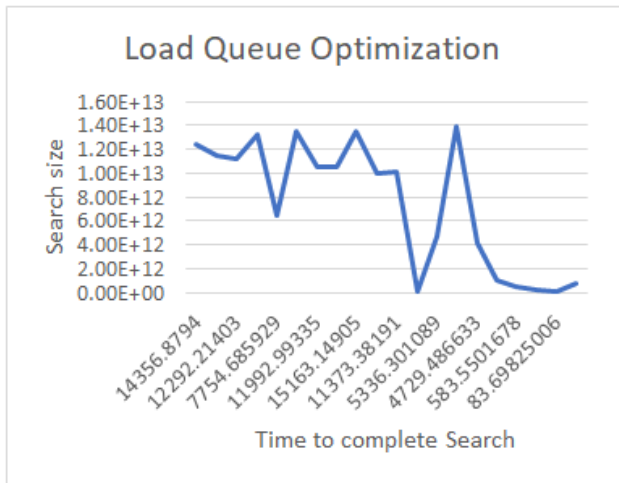 Load Queue Optimization
1.60E+13
1.40E+13
1.20E+13
1.00E+13
8.00E+12
6.00E+12
4.00E+12
2.00E+12
0.00E+00
Search size
14356.8794
12292.21403
7754.685929
11992.99335
15163.14905
11373.38191
5336.301089
4729.486633
583.5501678
83.69825006
Time to complete Search